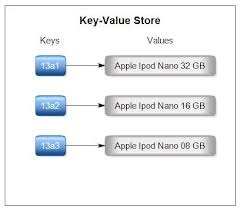 Key-Value Store
Keys Values
13a1 Apple Ipod Nano 32 GB
13a2 Apple Ipod Nano 16 GB
13a3 Apple Ipod Nano 08 GB